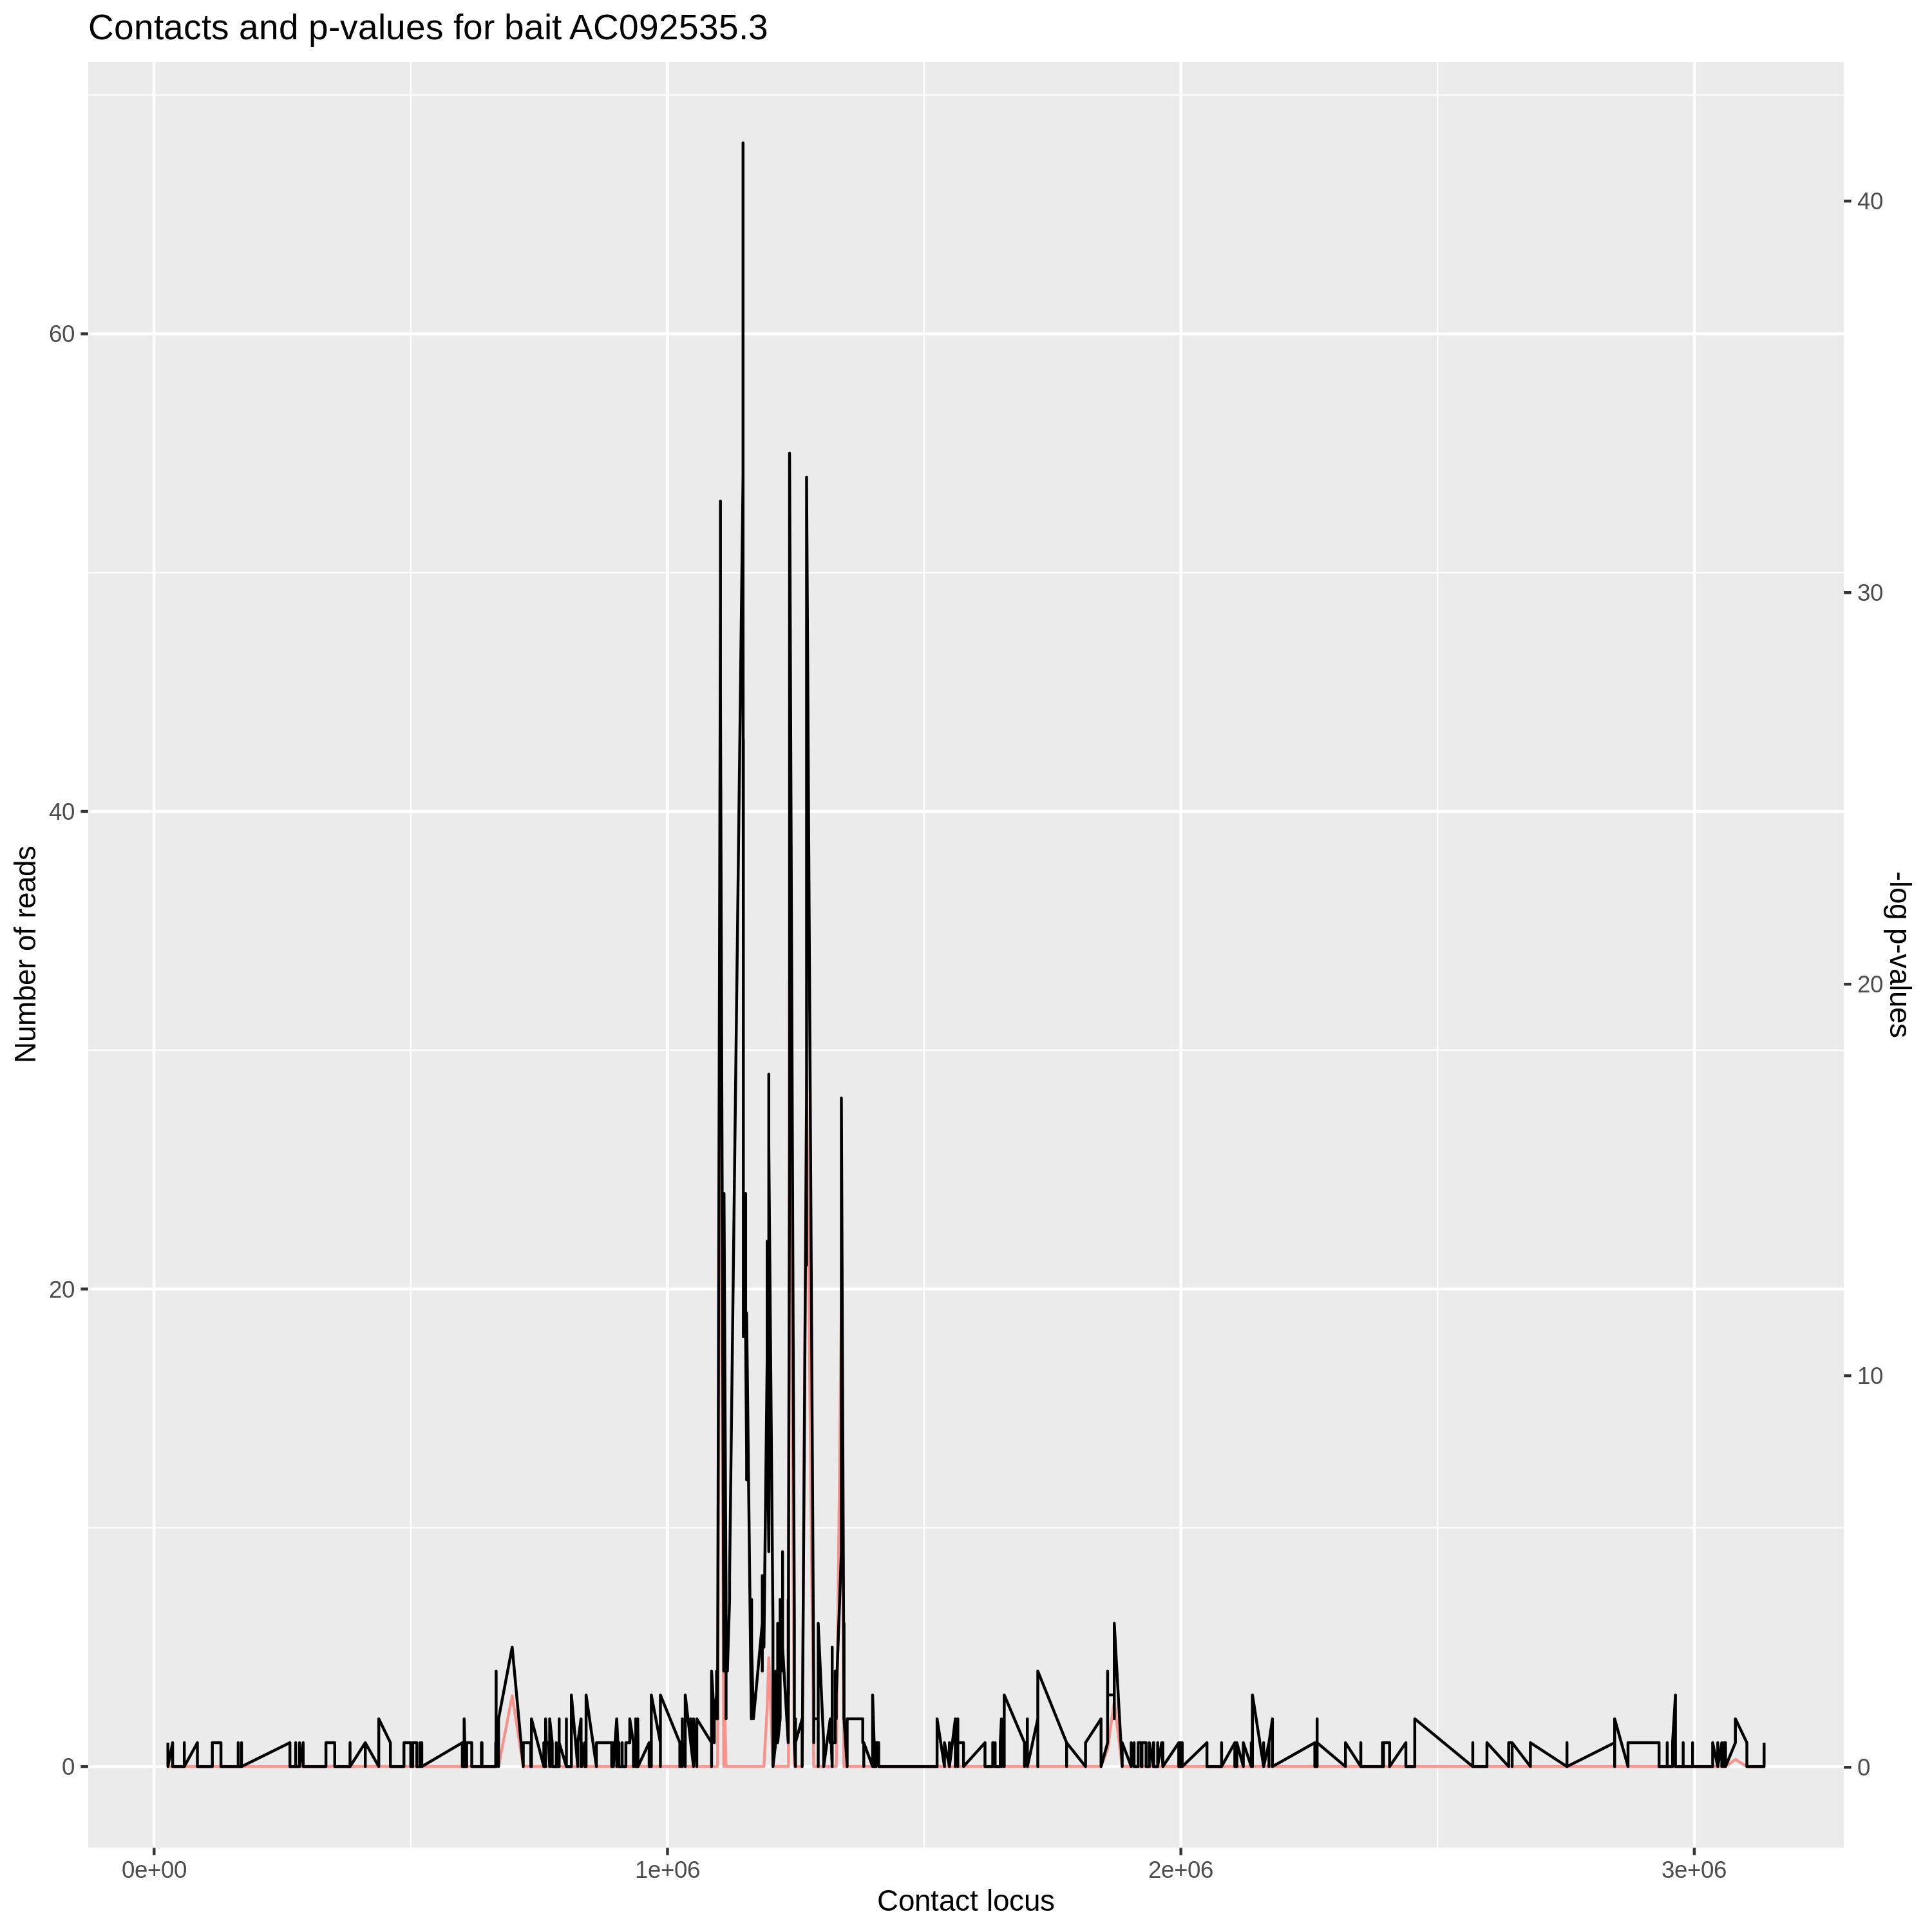 Contacts and p-values for bait AC092535.3
60
40
20
0
Number of reads
40
30
20
10
0
-log p-values
0e+00
1e+06
2e+06
3e+06
Contact locus